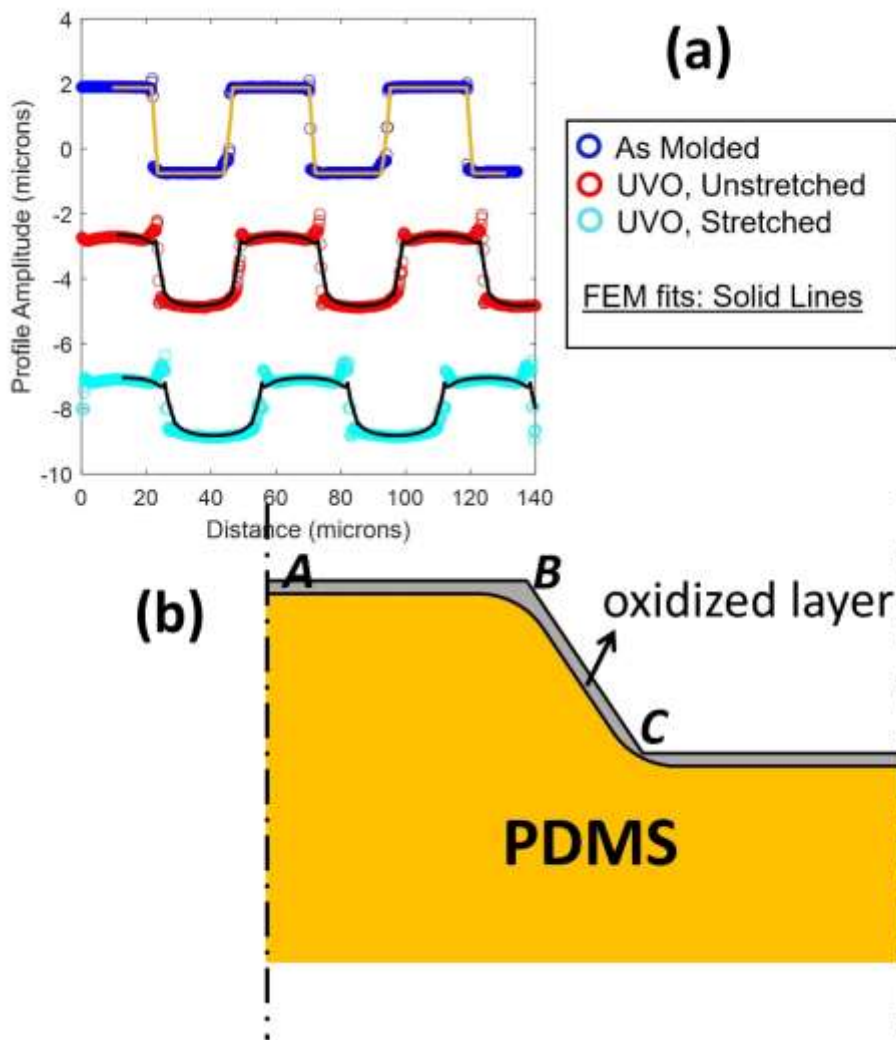 (a)
Profile Amplitude (microns)
4
2
0
-2
-4
-6
-8
-10
0 20 40 60 80 100 120 140
Distance (microns)
As Molded
UVO, Unstretched
UVO, Stretched
FEM fits: Solid Lines
(b)
A
B
oxidized layer
C
PDMS